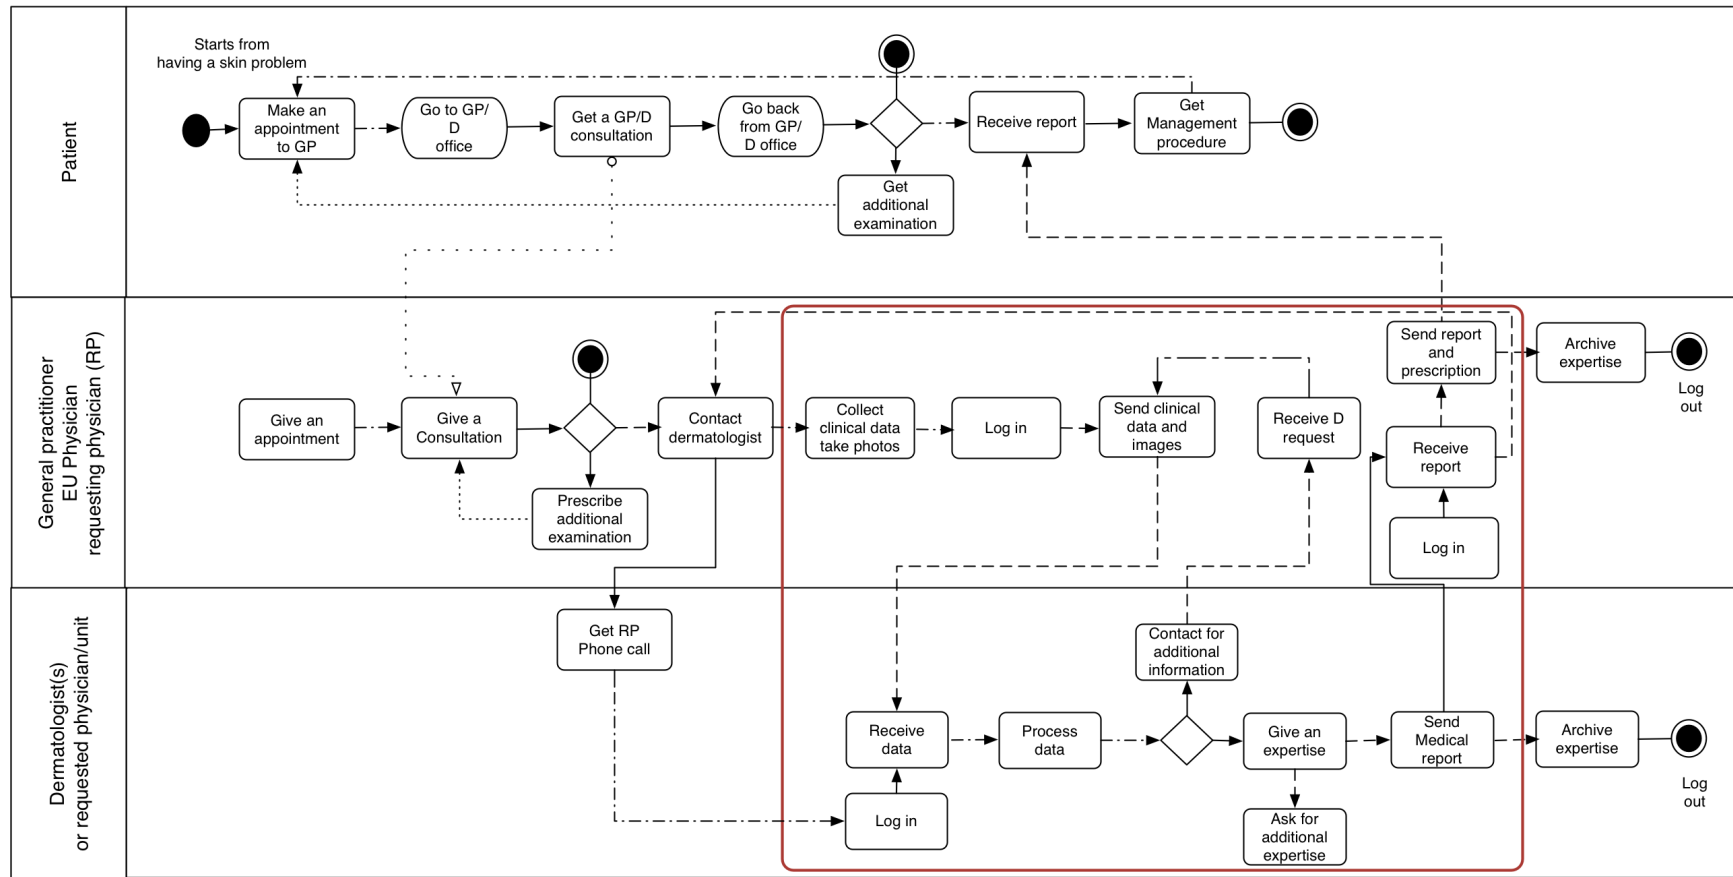 Patient
Starts from
having a skin problem
Make an
appointment
to GP
Go to GP/
D
office
Get a GP/D
consultation
Go back
from GP/
D office
Receive report
Get
Management
procedure
Get
additional
examination
General practitioner
EU Physician
requesting physician (RP)
Give an
appointment
Give a
Consultation
Prescribe
additional
examination
Contact
dermatologist
Collect
clinical data
take photos
Log in
Send clinical
data and
images
Receive D
request
Send report
and
prescription
Receive
report
Log in
Archive
expertise
Log
out
Dermatologist(s)
or requested physician/unit
Get RP
Phone call
Receive
data
Log in
Process
data
Contact for
additional
information
Give an
expertise
Ask for
additional
expertise
Send
Medical
report
Archive
expertise
Log
out